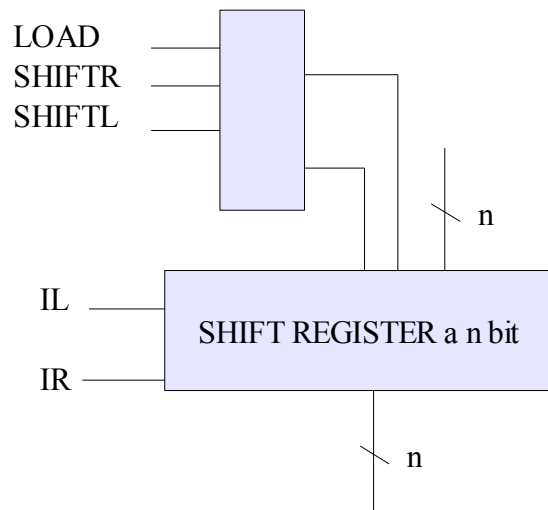 LOAD
SHIFTR
SHIFTL
n
IL
SHIFT REGISTER a n bit
IR
n